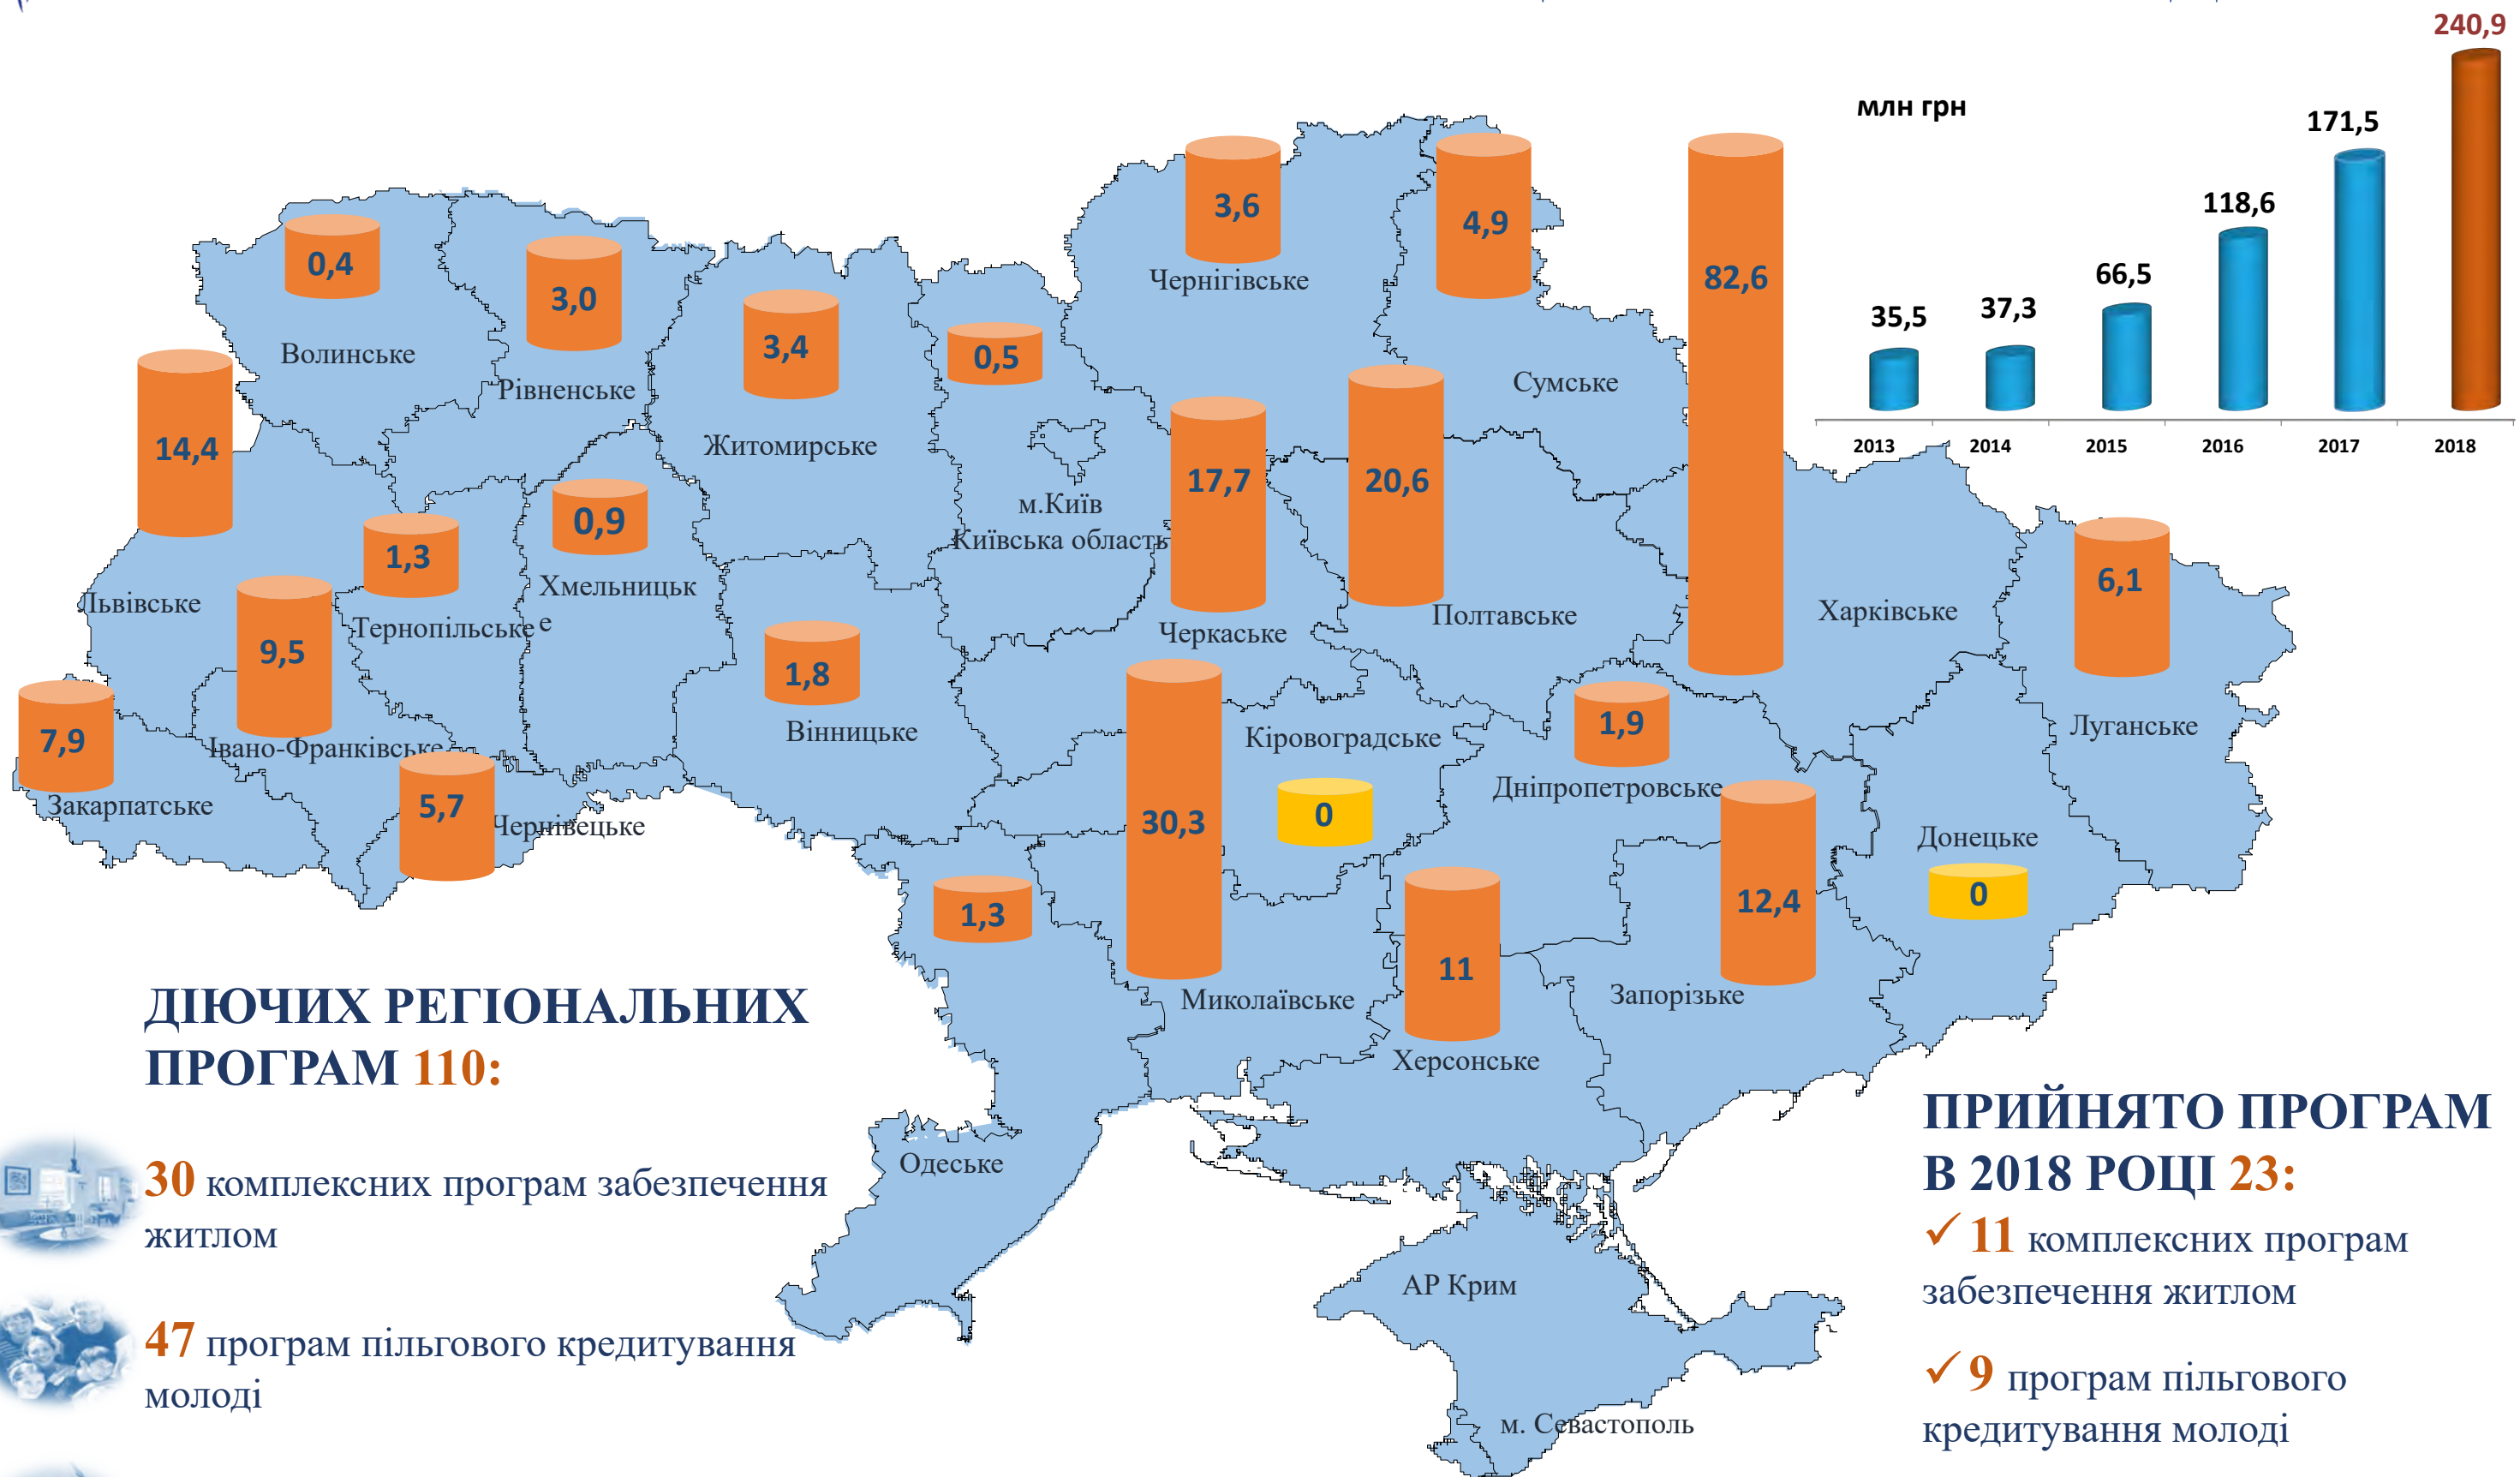 240,9
млн грн
171,5
118,6
66,5
37,3
35,5
2013 2014 2015 2016 2017 2018
3,6
Чернігівське
4,9
Сумське
82,6
Харківське
0,4
Волинське
3,0
Рівненське
3,4
Житомирське
0,5
м.Київ
Київська область
14,4
Львівське
17,7
Черкаське
20,6
Полтавське
6,1
Луганське
1,3
Тернопільське
0,9
Хмельницьк
е
9,5
Івано-Франківське
7,9
Закарпатське
5,7
Чернівецьке
1,8
Вінницьке
30,3
Миколаївське
Кіровоградське
0
1,9
Дніпропетровське
12,4
Запорізьке
Донецьке
0
1,3
Одеське
11
Херсонське
АР Крим
м. Севастополь
ДІЮЧИХ РЕГІОНАЛЬНИХ
ПРОГРАМ 110:
30 комплексних програм забезпечення
житлом
47 програм пільгового кредитування
молоді
ПРИЙНЯТО ПРОГРАМ
В 2018 РОЦІ 23:
✓ 11 комплексних програм
забезпечення житлом
✓ 9 програм пільгового
кредитування молоді